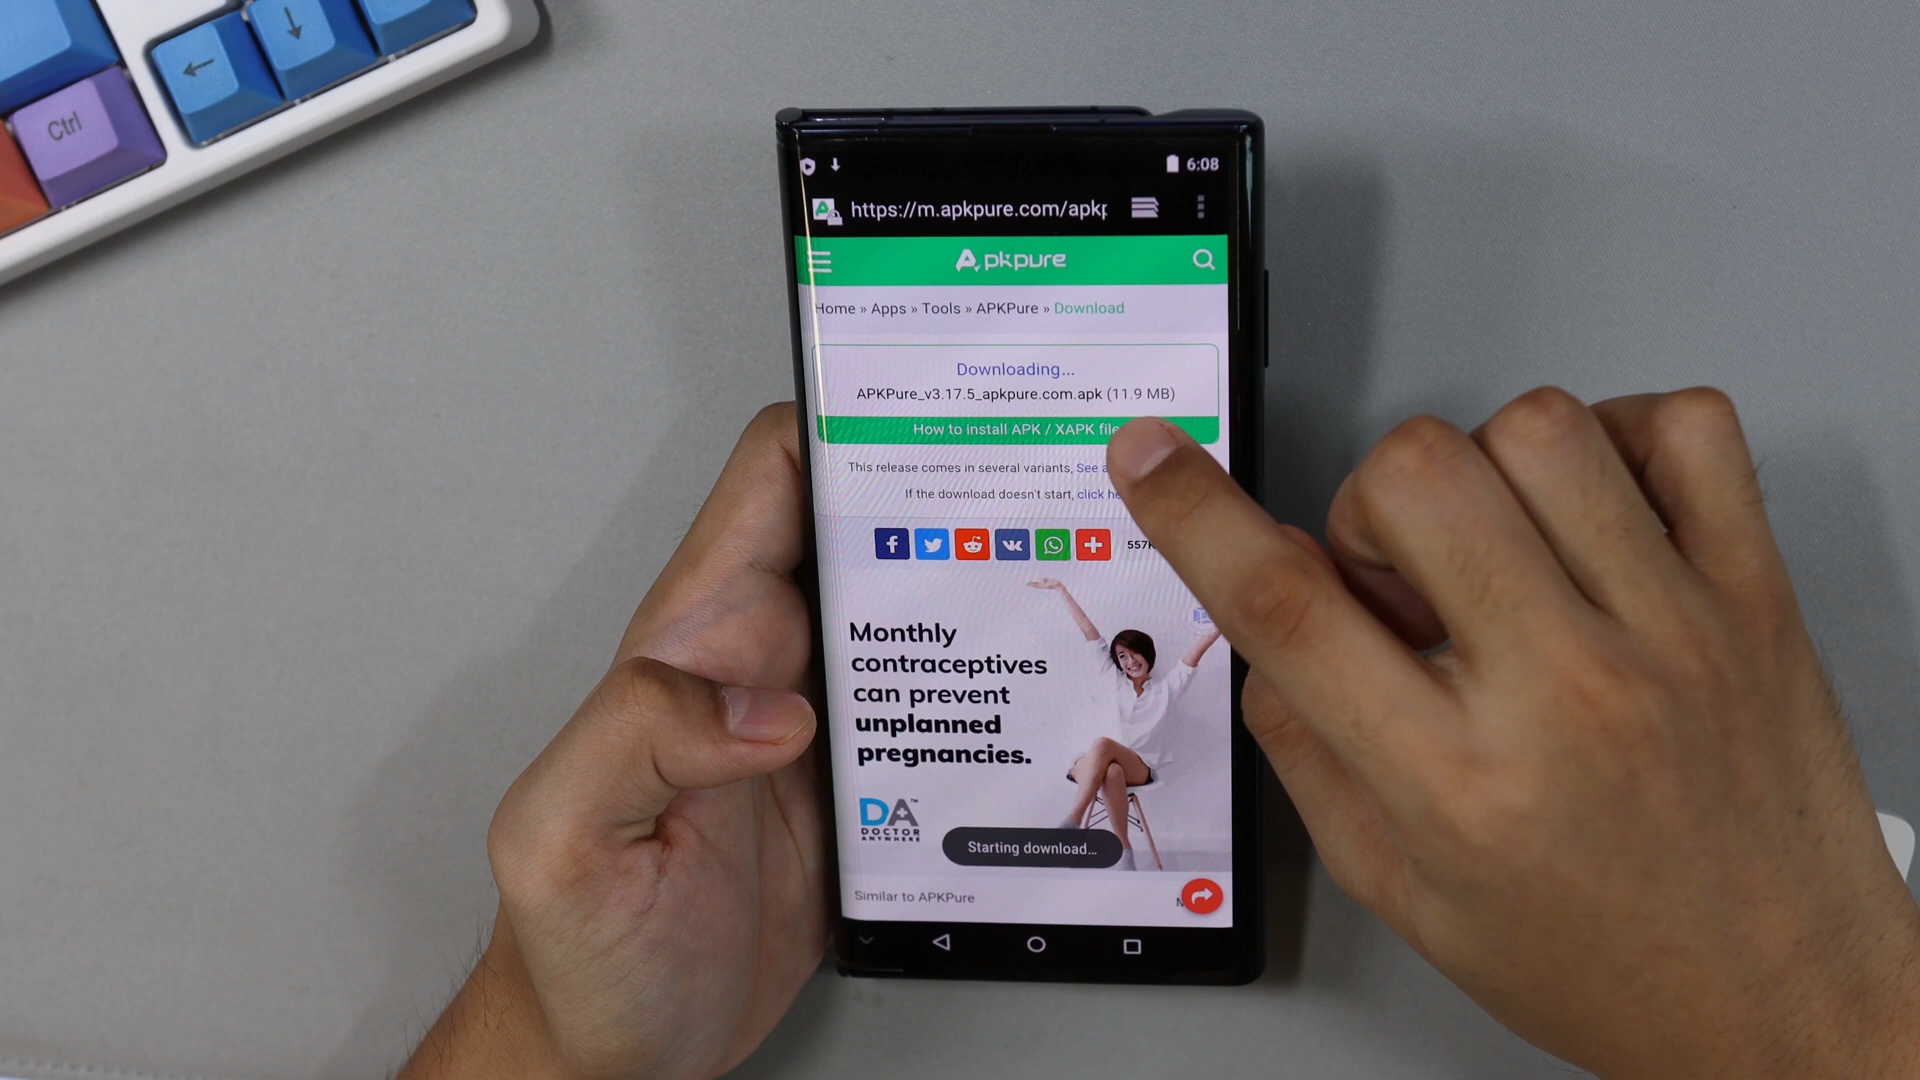 Ctrl
6:08
https://m.apkpure.com/apkp
Apkpure
Home » Apps » Tools » APKPure » Download
Downloading...
APKPure_v3.17.5_apkpure.com.apk (11.9 MB)
How to install APK / XAPK file
This release comes in several variants, See a
If the download doesn't start, click he
557K
Monthly
contraceptives
can prevent
unplanned
pregnancies.
DA™
DOCTOR
ANYWHERE
Starting download...
Similar to APKPure